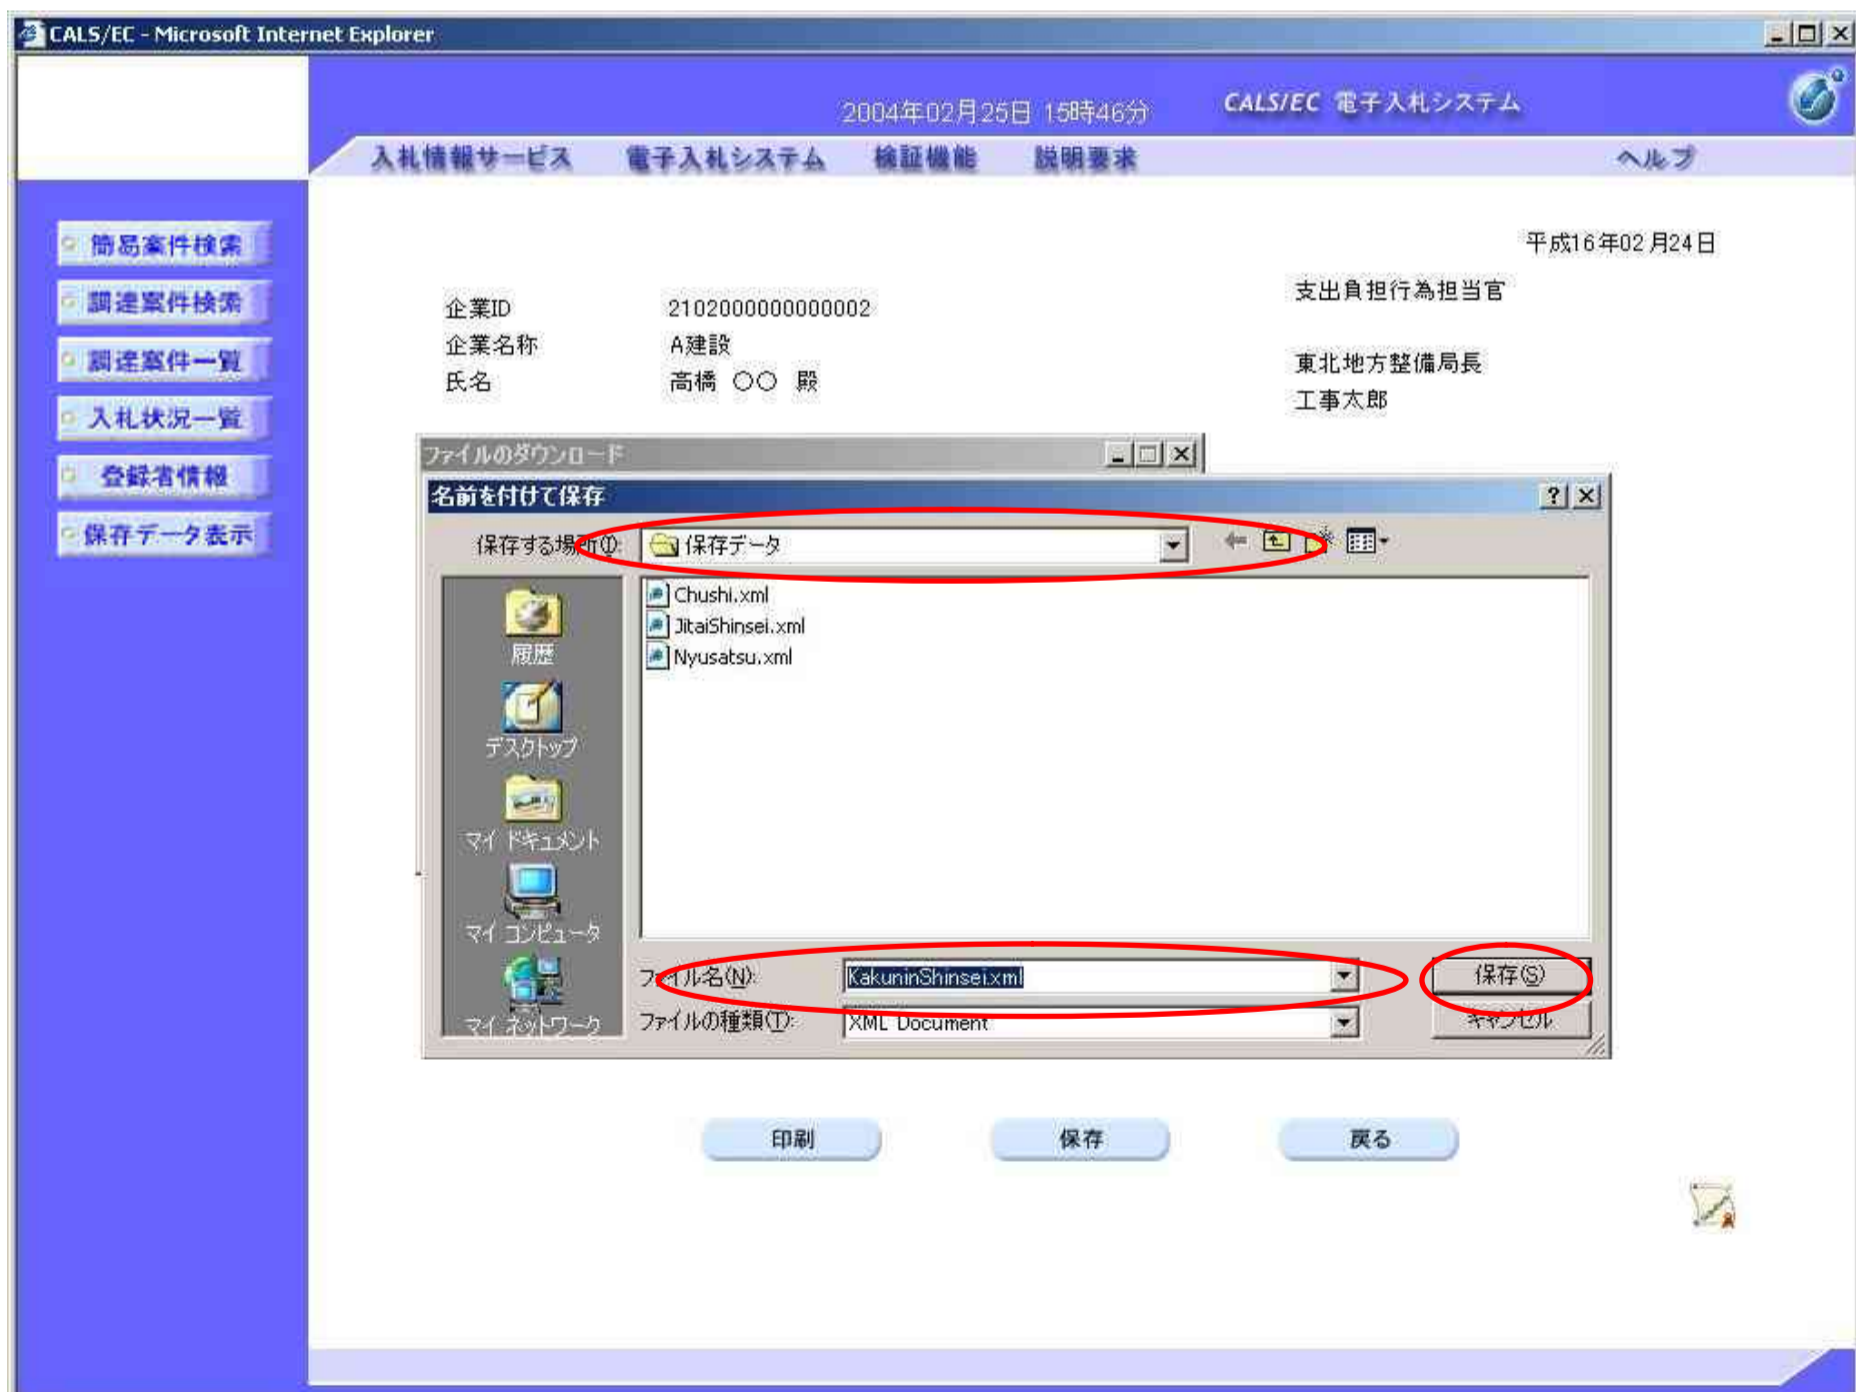 CALS/EC - Microsoft Internet Explorer
2004年02月25日 15時46分
CALS/EC 電子入札システム
入札情報サービス 電子入札システム 検証機能 説明要求 ヘルプ
簡易案件検索
調達案件検索
調達案件一覧
入札状況一覧
登録者情報
保存データ表示
平成16年02月24日
支出負担行為担当官
企業ID 2102000000000002
企業名称 A建設
氏名 高橋 〇〇 殿
東北地方整備局長
工事太郎
ファイルのダウンロード
名前を付けて保存
保存する場所(I): 保存データ
Chushi.xml
JitaiShinsei.xml
Nyusatsu.xml
履歴
デスクトップ
マイ ドキュメント
マイ コンピュータ
マイ ネットワーク
ファイル名(N): KakuninShinsei.xml 保存(S)
ファイルの種類(T): XML Document キャンセル
印刷 保存 戻る